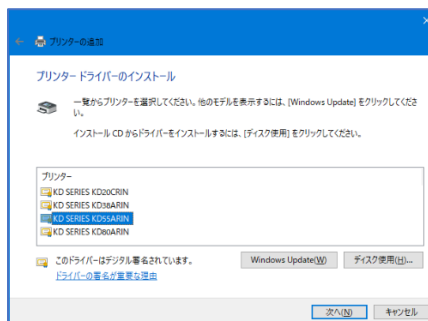 プリンターの追加
プリンター ドライバーのインストール
一覧からプリンターを選択してください。他のモデルを表示するには、[Windows Update] をクリックしてください。
インストール CD からドライバーをインストールするには、[ディスク使用] をクリックしてください。
プリンター
KD SERIES KD20CRIN
KD SERIES KD38ARIN
KD SERIES KD55ARIN
KD SERIES KD80ARIN
このドライバーはデジタル署名されています。
Windows Update(W)
ディスク使用(H)...
ドライバーの署名が重要な理由
次へ(N)
キャンセル